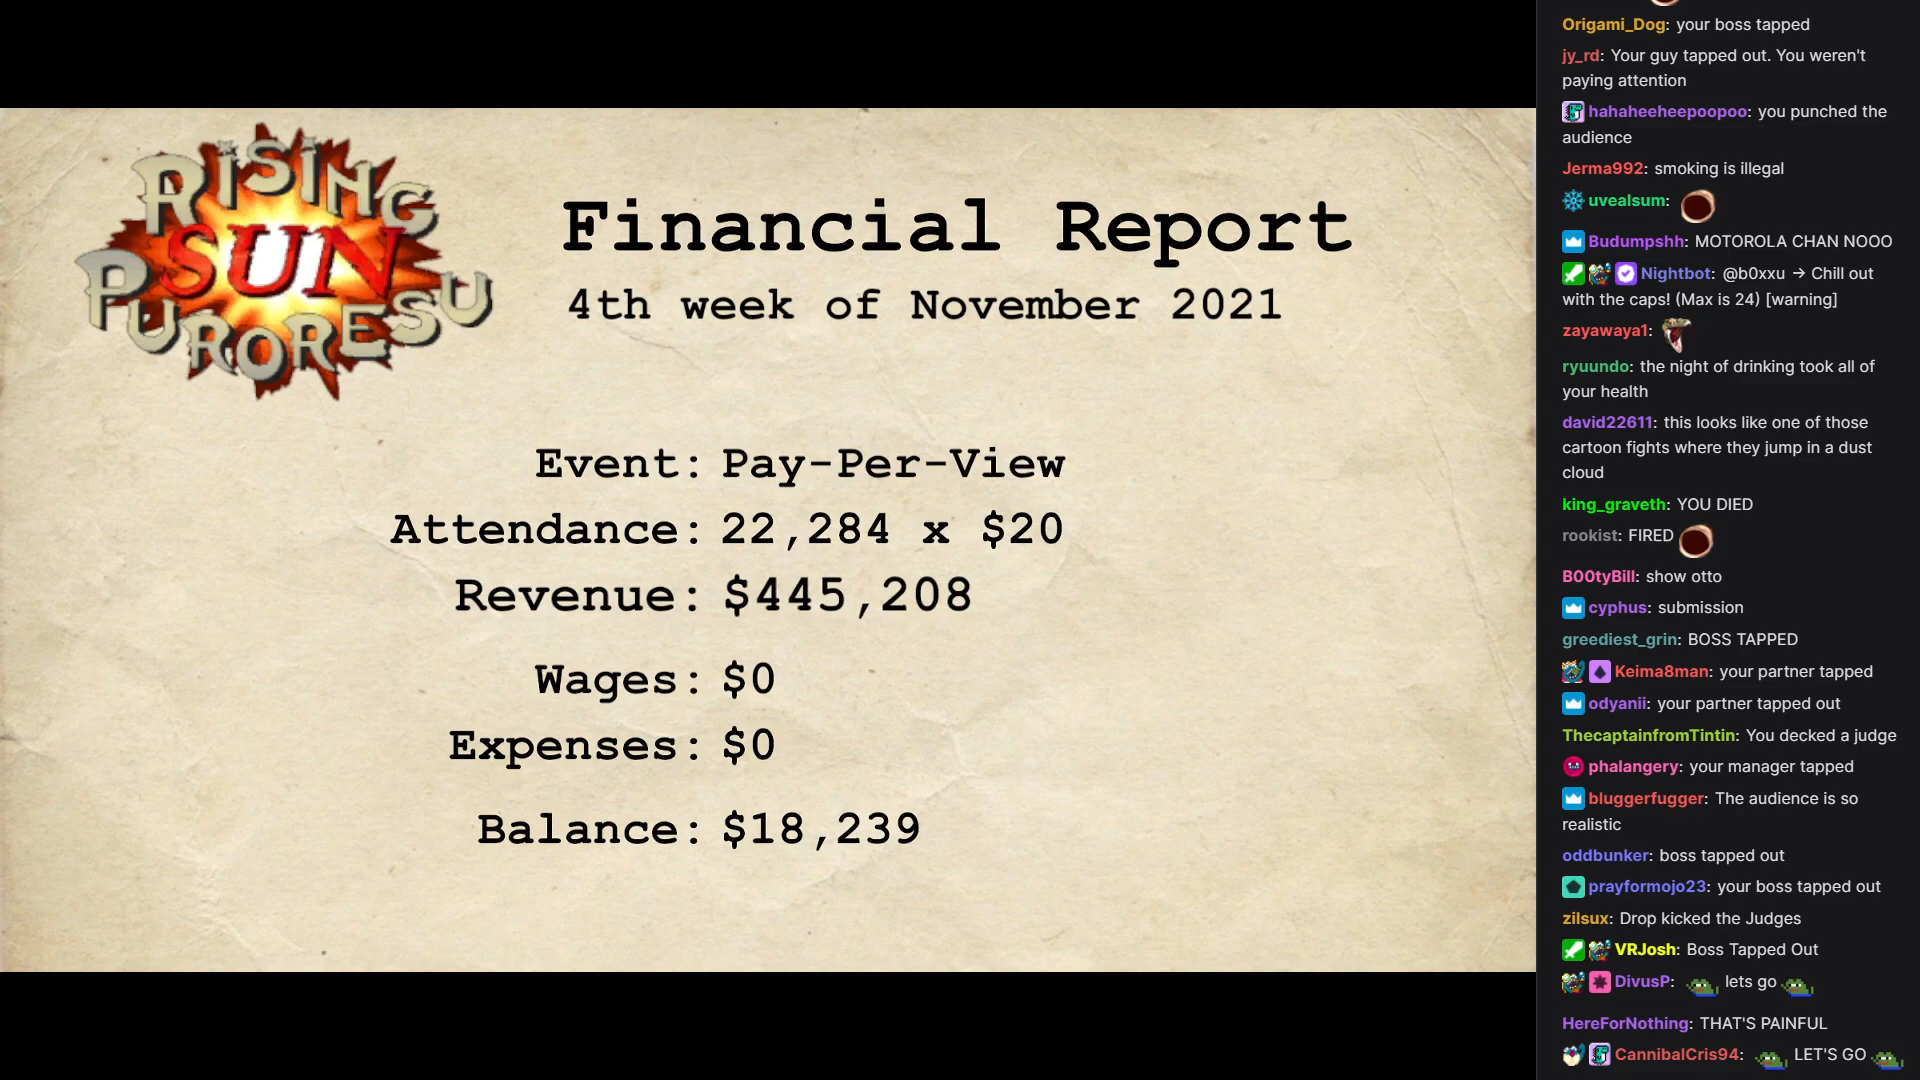 RISING
SUN
PURORESU
Financial Report
4th week of November 2021
Event: Pay-Per-View
Attendance: 22,284 x $20
Revenue: $445,208
Wages: $0
Expenses: $0
Balance: $18,239
Origami_Dog: your boss tapped
jy_rd: Your guy tapped out. You weren't
paying attention
hahaheeheepoopoo: you punched the
audience
Jerma992: smoking is illegal
uvealsum:
Budumpshh: MOTOROLA CHAN NOOO
Nightbot: @b0xxu → Chill out
with the caps! (Max is 24) [warning]
zayawaya1:
ryuundo: the night of drinking took all of
your health
david22611: this looks like one of those
cartoon fights where they jump in a dust
cloud
king_graveth: YOU DIED
rookist: FIRED
B00tyBill: show otto
cyphus: submission
greediest_grin: BOSS TAPPED
Keima8man: your partner tapped
odyanii: your partner tapped out
ThecaptainfromTintin: You decked a judge
phalangery: your manager tapped
bluggerfugger: The audience is so
realistic
oddbunker: boss tapped out
prayformojo23: your boss tapped out
zilsux: Drop kicked the Judges
VRJosh: Boss Tapped Out
DivusP: lets go
HereForNothing: THAT'S PAINFUL
CannibalCris94: LET'S GO